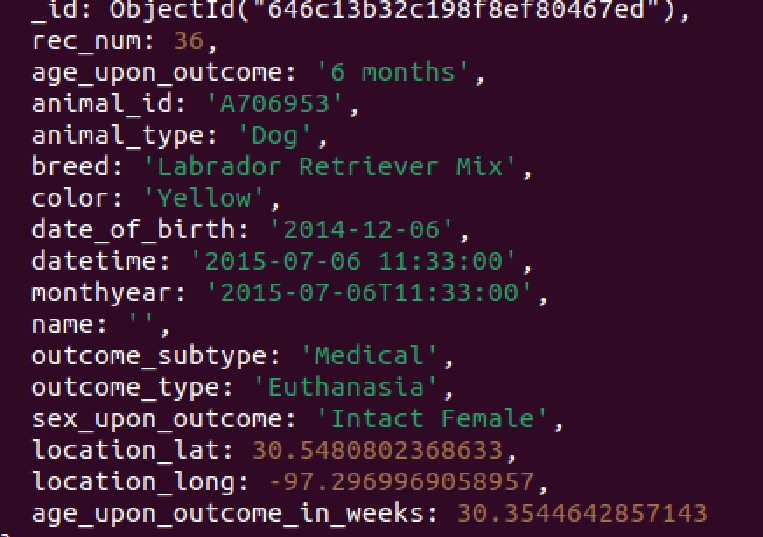 _id: ObjectId("646c13b32c198f8ef80467ed"),
rec_num: 36,
age_upon_outcome: '6 months',
animal_id: 'A706953',
animal_type: 'Dog',
breed: 'Labrador Retriever Mix',
color: 'Yellow',
date_of_birth: '2014-12-06',
datetime: '2015-07-06 11:33:00',
monthyear: '2015-07-06T11:33:00',
name: '',
outcome_subtype: 'Medical',
outcome_type: 'Euthanasia',
sex_upon_outcome: 'Intact Female',
location_lat: 30.5480802368633,
location_long: -97.2969969058957,
age_upon_outcome_in_weeks: 30.3544642857143